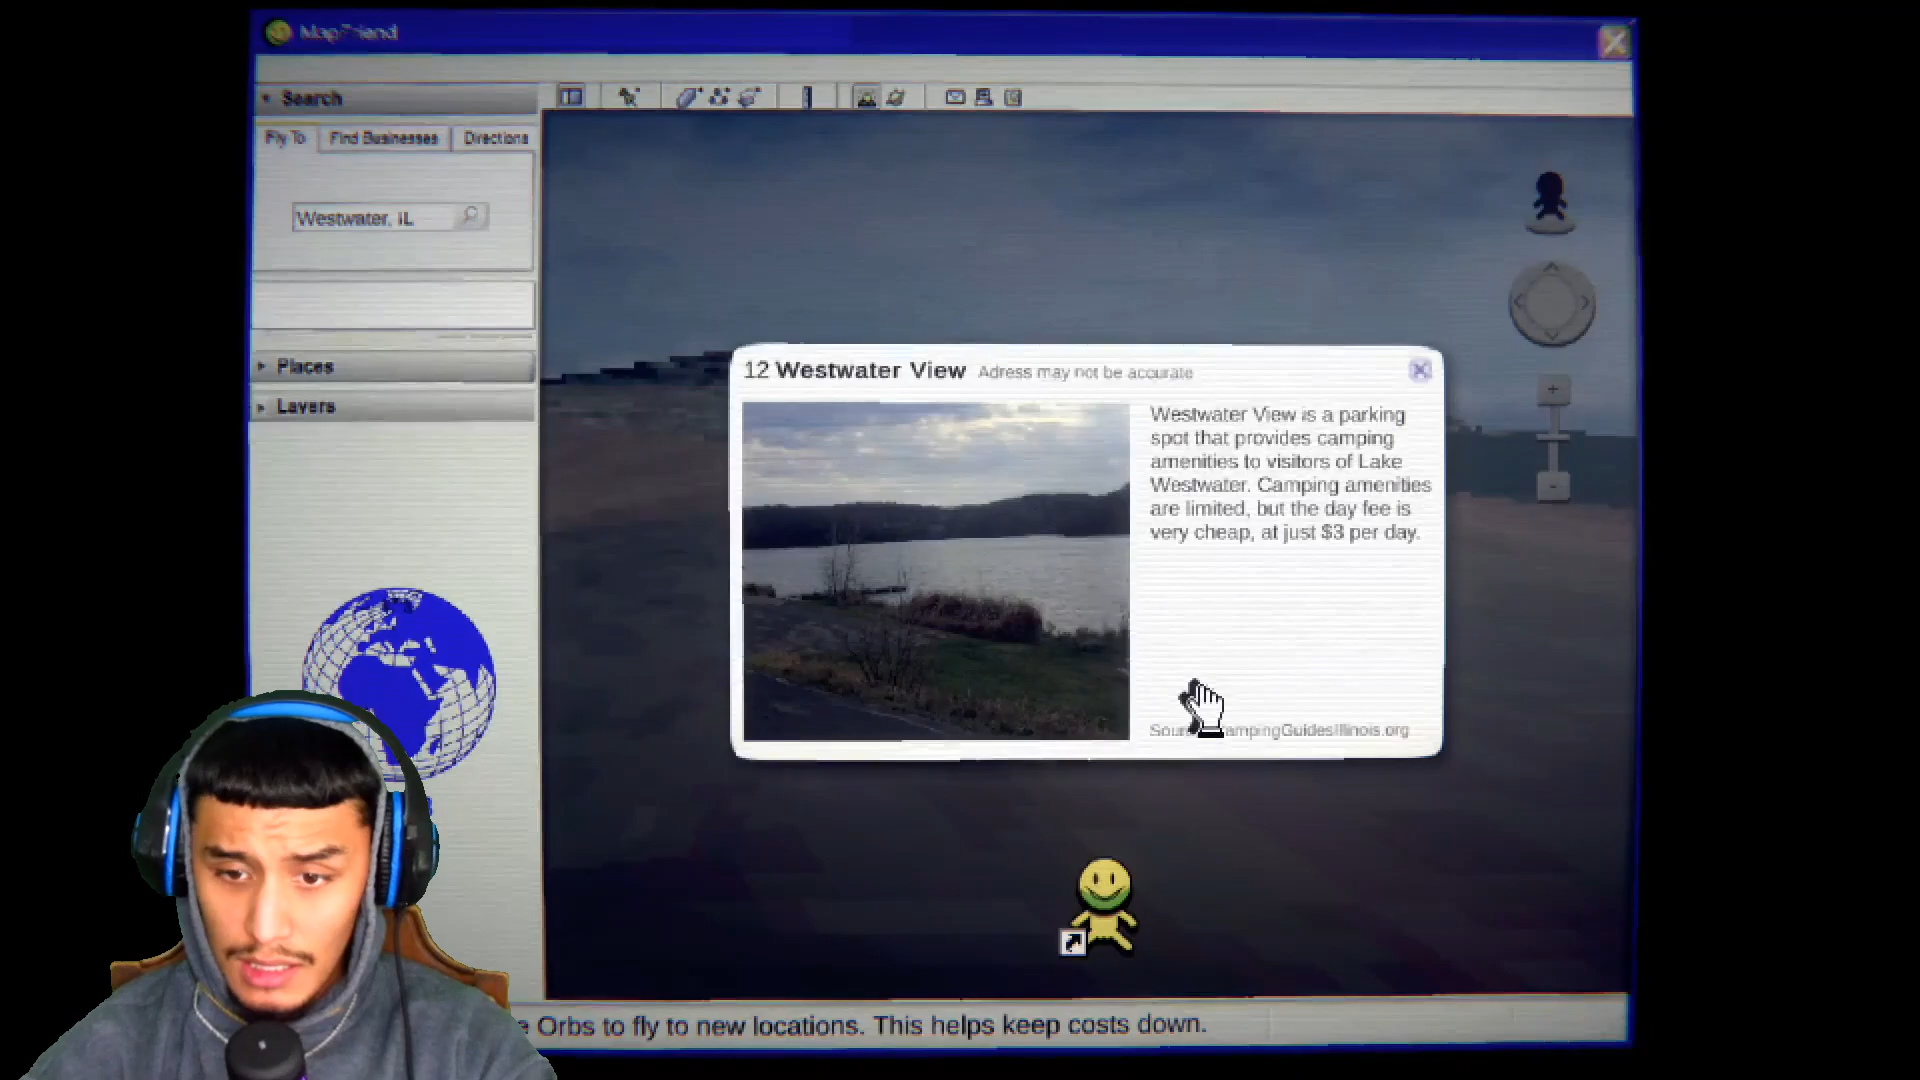 MapFriend
Search
Fly To
Find Businesses
Directions
Westwater, IL
Places
Layers
12 Westwater View
Adress may not be accurate
Westwater View is a parking
spot that provides camping
amenities to visitors of Lake
Westwater. Camping amenities
are limited, but the day fee is
very cheap, at just $3 per day.
Orbs to fly to new locations. This helps keep costs down.